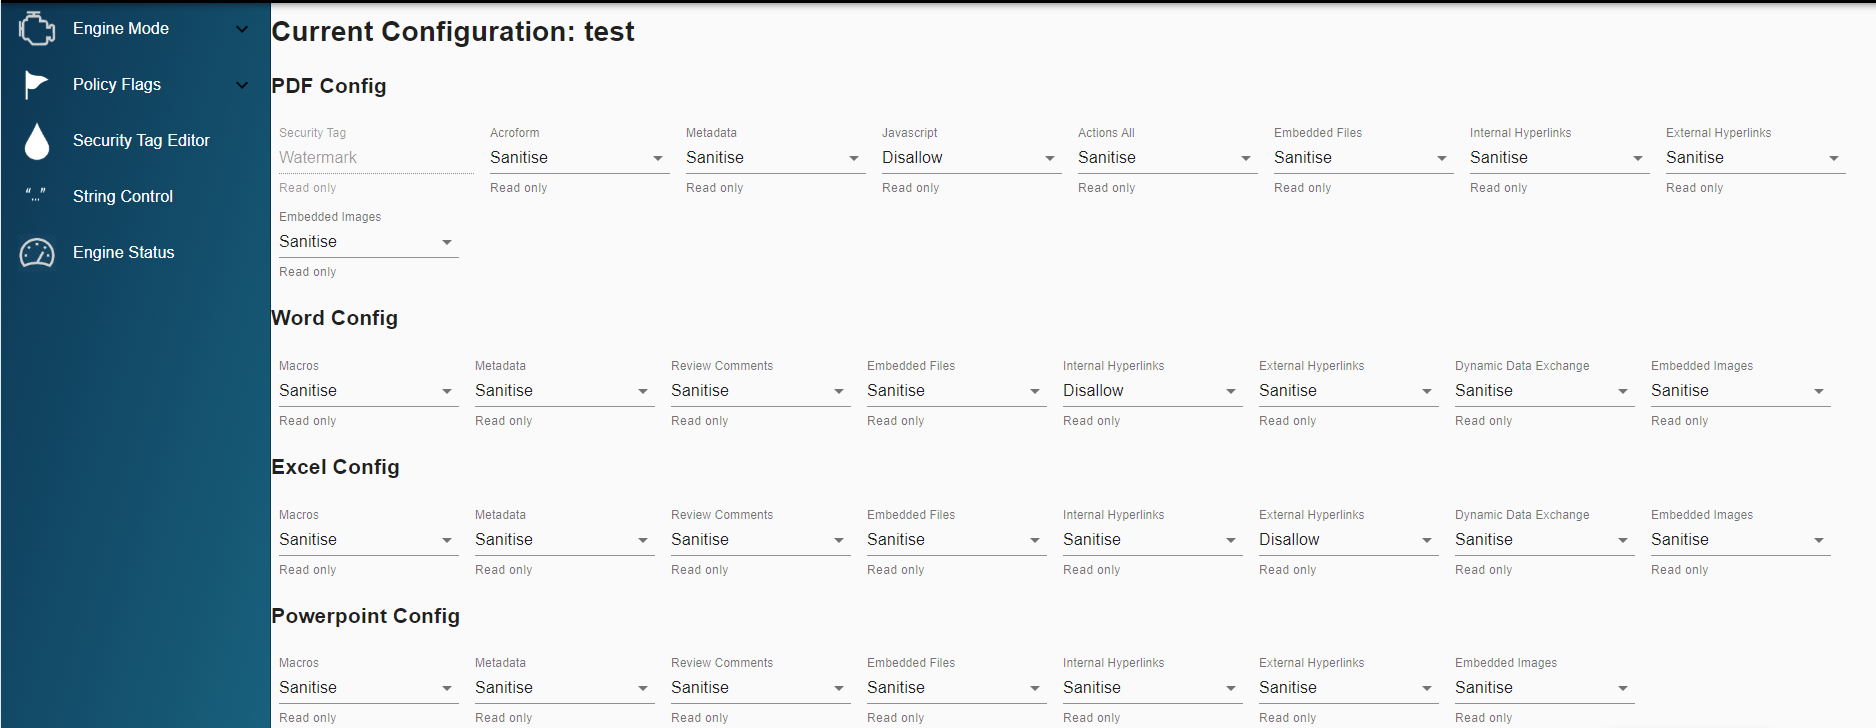 Engine Mode
Policy Flags
Security Tag Editor
“...” String Control
Engine Status
Current Configuration: test
PDF Config
Security Tag Acroform Metadata Javascript Actions All Embedded Files Internal Hyperlinks External Hyperlinks
Watermark Sanitise Sanitise Disallow Sanitise Sanitise Sanitise Sanitise
Read only Read only Read only Read only Read only Read only Read only Read only
Embedded Images
Sanitise
Read only
Word Config
Macros Metadata Review Comments Embedded Files Internal Hyperlinks External Hyperlinks Dynamic Data Exchange Embedded Images
Sanitise Sanitise Sanitise Sanitise Disallow Sanitise Sanitise Sanitise
Read only Read only Read only Read only Read only Read only Read only Read only
Excel Config
Macros Metadata Review Comments Embedded Files Internal Hyperlinks External Hyperlinks Dynamic Data Exchange Embedded Images
Sanitise Sanitise Sanitise Sanitise Sanitise Disallow Sanitise Sanitise
Read only Read only Read only Read only Read only Read only Read only Read only
Powerpoint Config
Macros Metadata Review Comments Embedded Files Internal Hyperlinks External Hyperlinks Embedded Images
Sanitise Sanitise Sanitise Sanitise Sanitise Sanitise Sanitise
Read only Read only Read only Read only Read only Read only Read only